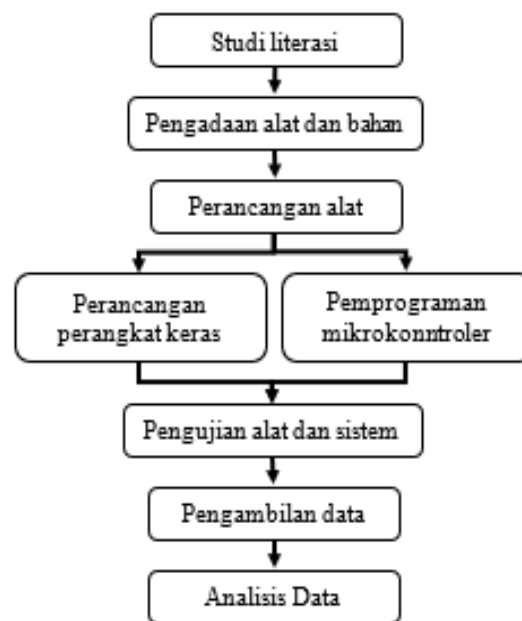 Studi literasi
Pengadaan alat dan bahan
Perancangan alat
Perancangan
perangkat keras
Pemprograman
mikrokonntroler
Pengujian alat dan sistem
Pengambilan data
Analisis Data